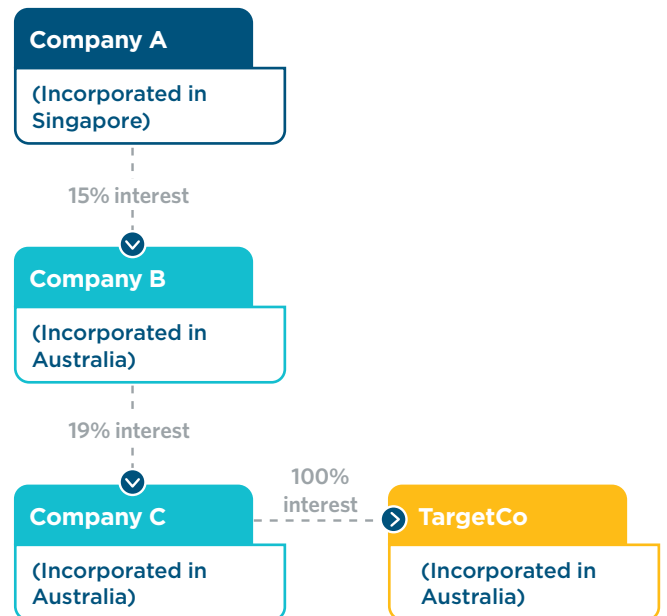 Company A
(Incorporated in
Singapore)
15% interest
Company B
(Incorporated in
Australia)
19% interest
Company C
(Incorporated in
Australia)
100%
interest
TargetCo
(Incorporated in
Australia)